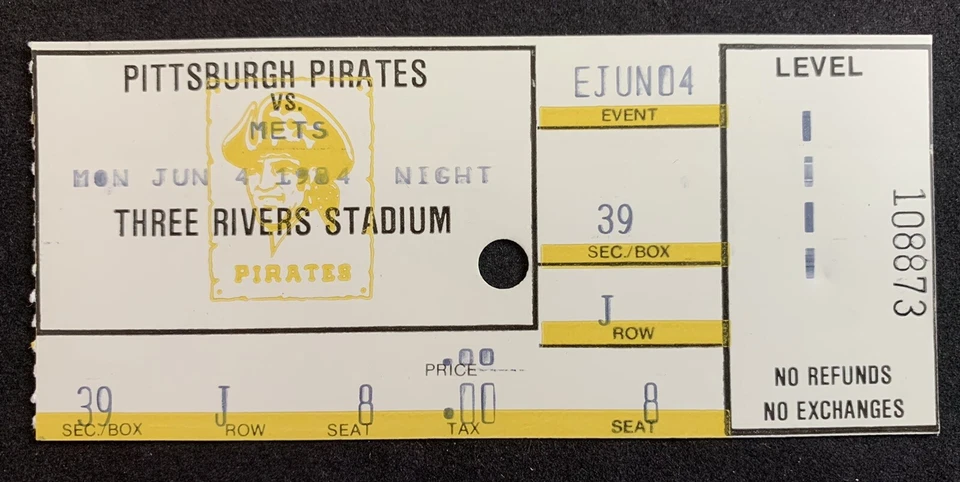 PITTSBURGH PIRATES
VS.
METS
MON JUN 4 1984 NIGHT
THREE RIVERS STADIUM
PIRATES
EJUN04
EVENT
39
SEC./BOX
J
ROW
8
SEAT
39
SEC./BOX
J
ROW
8
SEAT
PRICE .00
.00
TAX
LEVEL
108873
NO REFUNDS
NO EXCHANGES